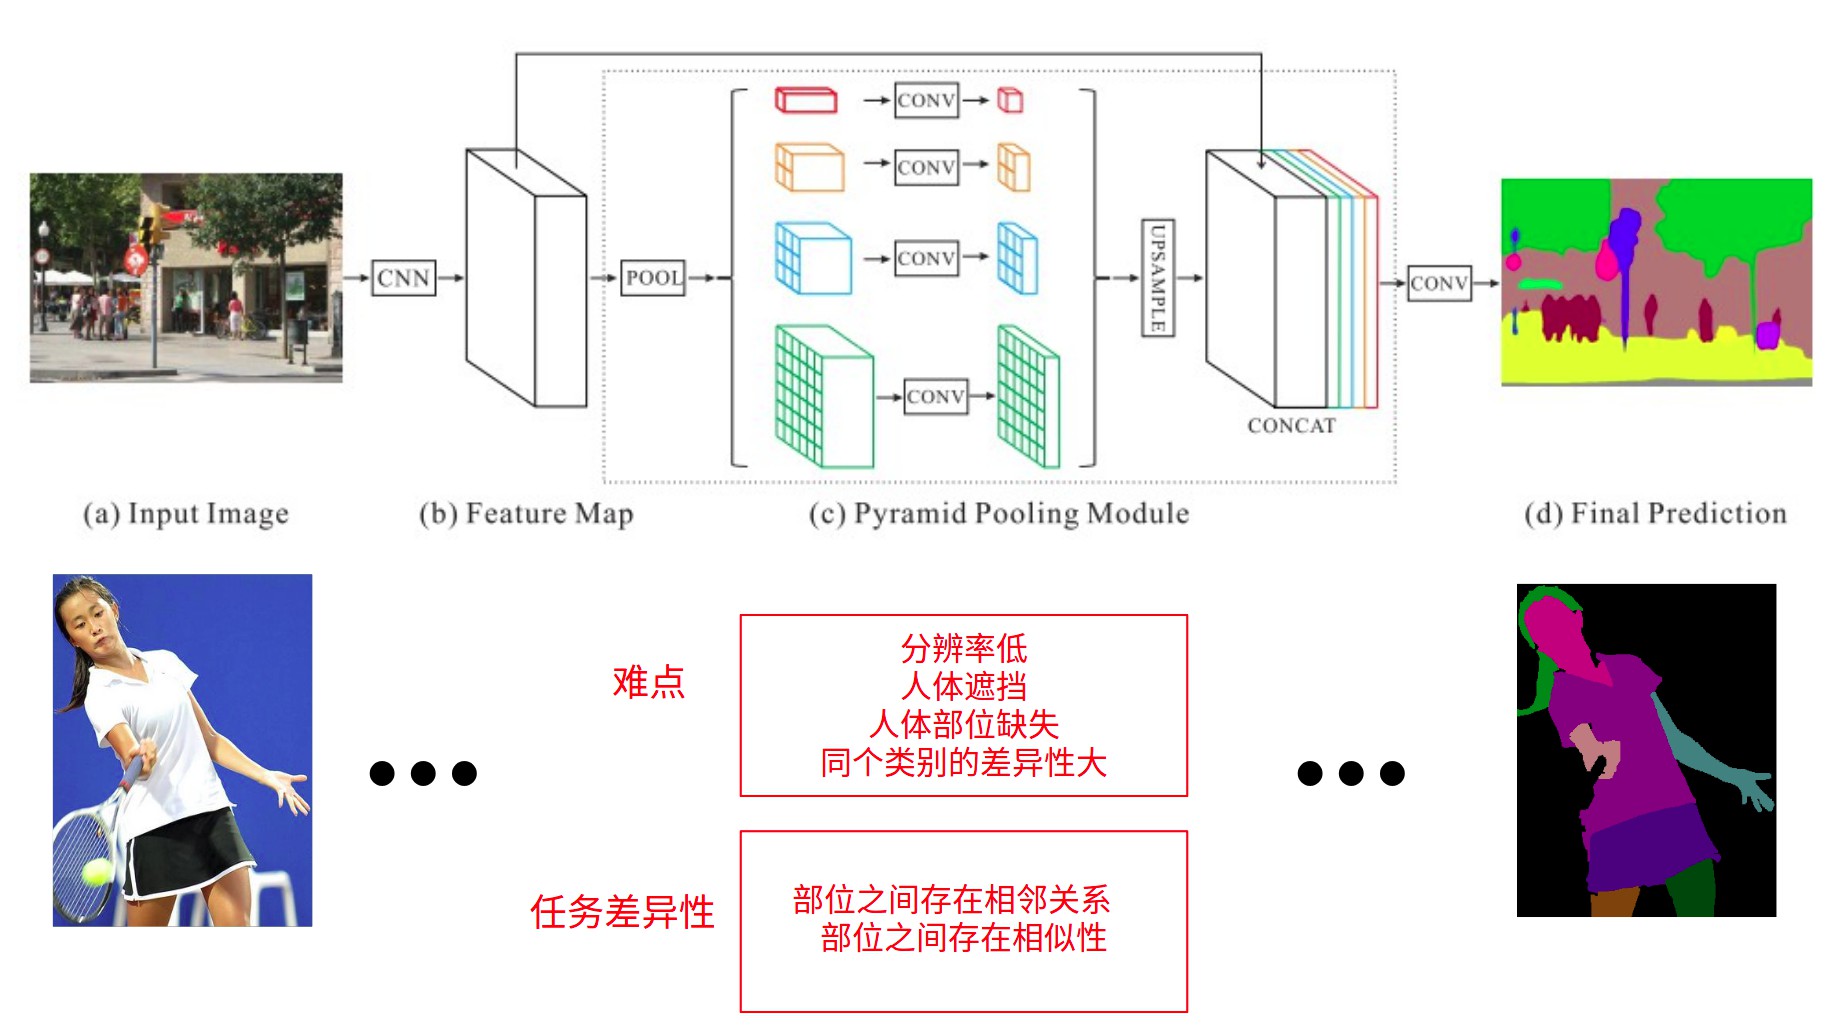 CONV
CONV
CONV
CONV
CNN
POOL
UPSAMPLE
CONV
CONCAT
(a) Input Image
(b) Feature Map
(c) Pyramid Pooling Module
(d) Final Prediction
难点
分辨率低
人体遮挡
人体部位缺失
同个类别的差异性大
任务差异性
部位之间存在相邻关系
部位之间存在相似性